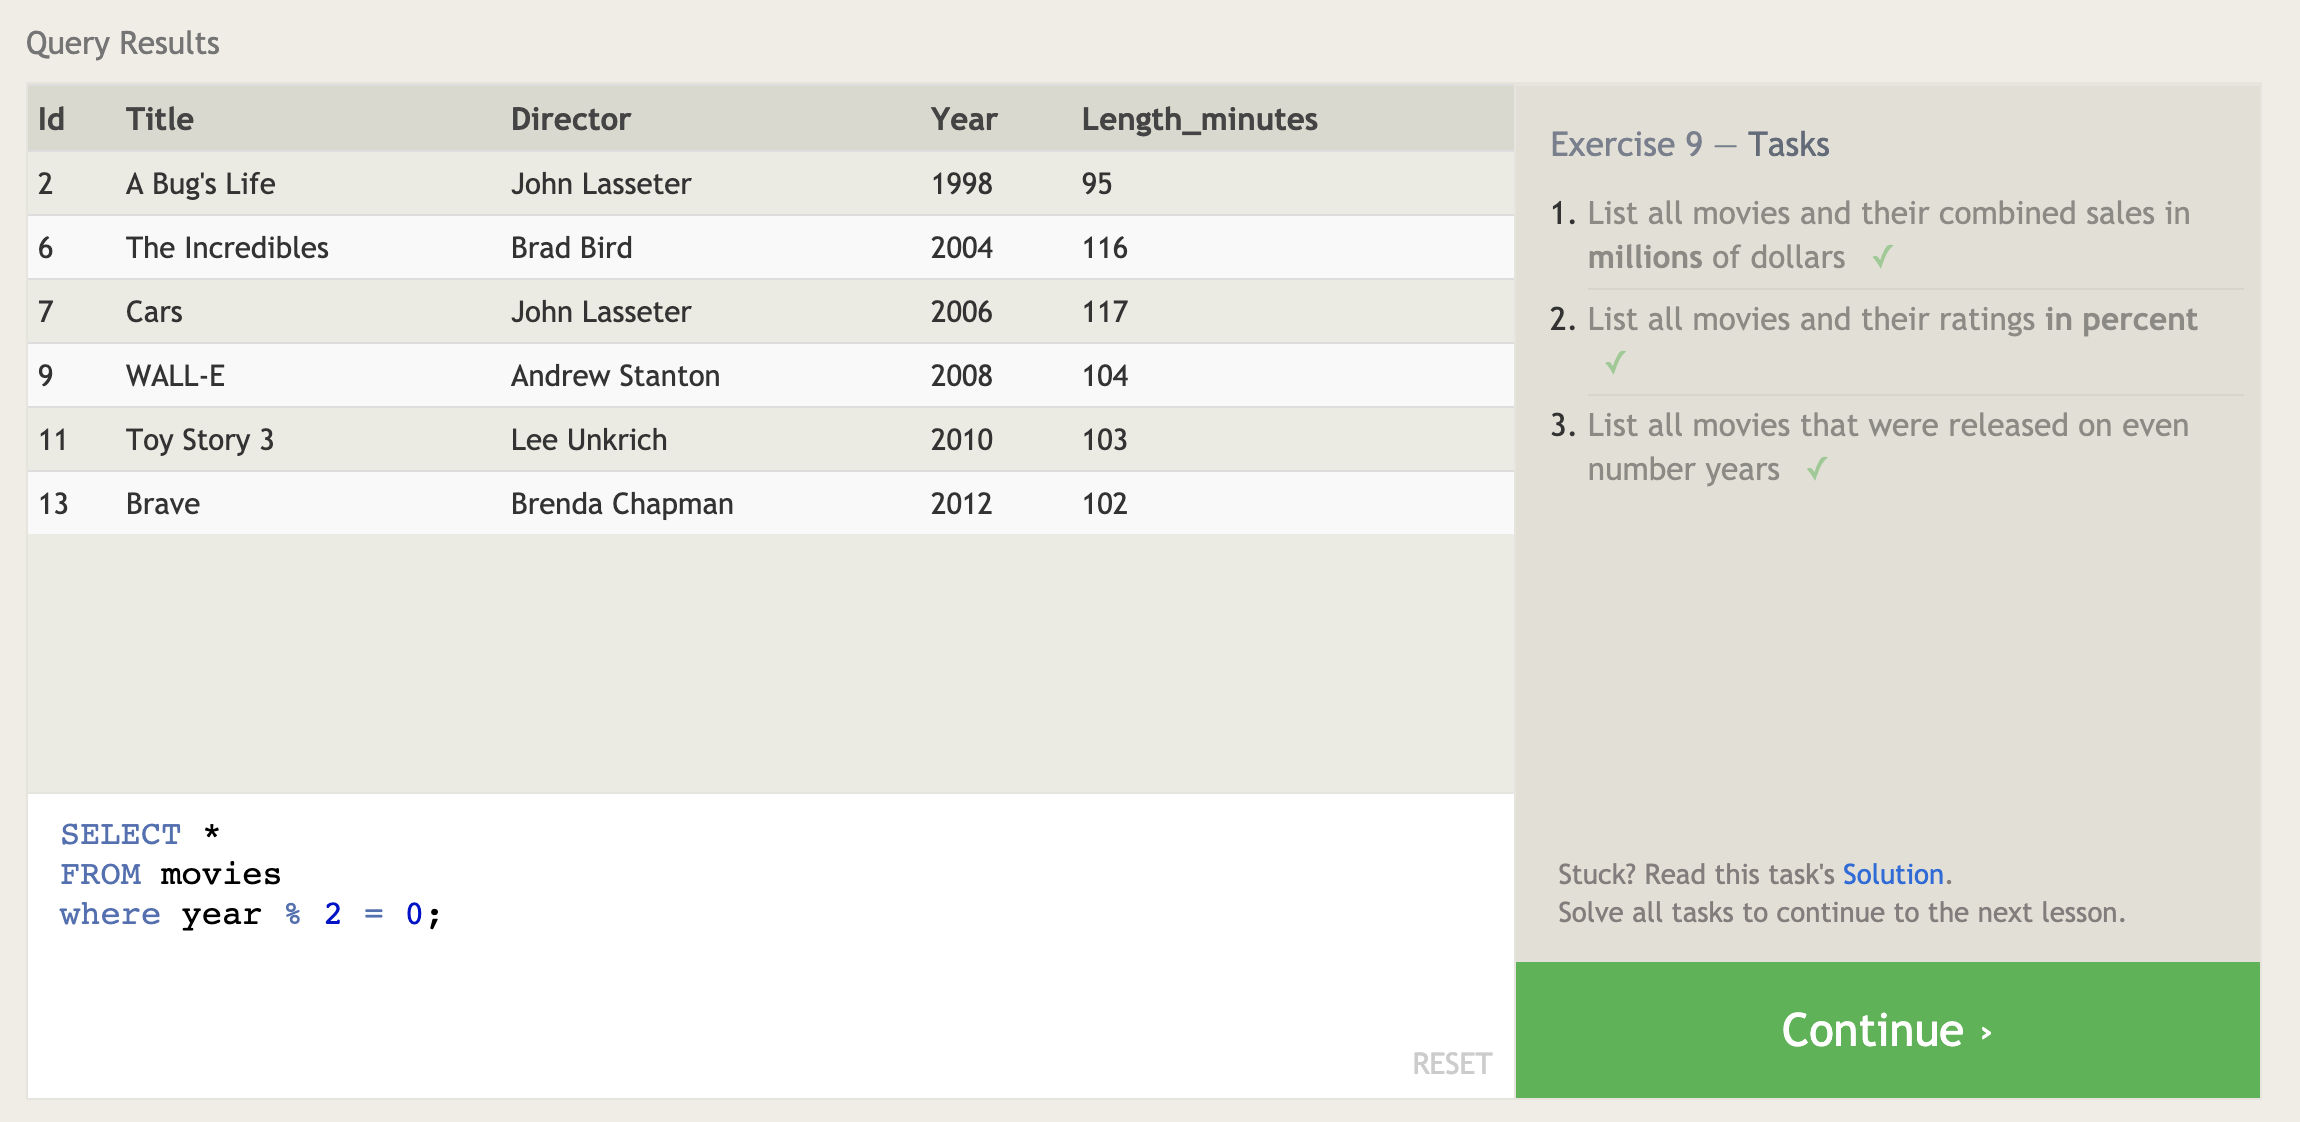 Query Results
Id Title Director Year Length_minutes
2 A Bug's Life John Lasseter 1998 95
6 The Incredibles Brad Bird 2004 116
7 Cars John Lasseter 2006 117
9 WALL-E Andrew Stanton 2008 104
11 Toy Story 3 Lee Unkrich 2010 103
13 Brave Brenda Chapman 2012 102
SELECT *
FROM movies
where year % 2 = 0;
RESET
Exercise 9 — Tasks
1. List all movies and their combined sales in
millions of dollars ✓
2. List all movies and their ratings in percent
✓
3. List all movies that were released on even
number years ✓
Stuck? Read this task's Solution.
Solve all tasks to continue to the next lesson.
Continue ›